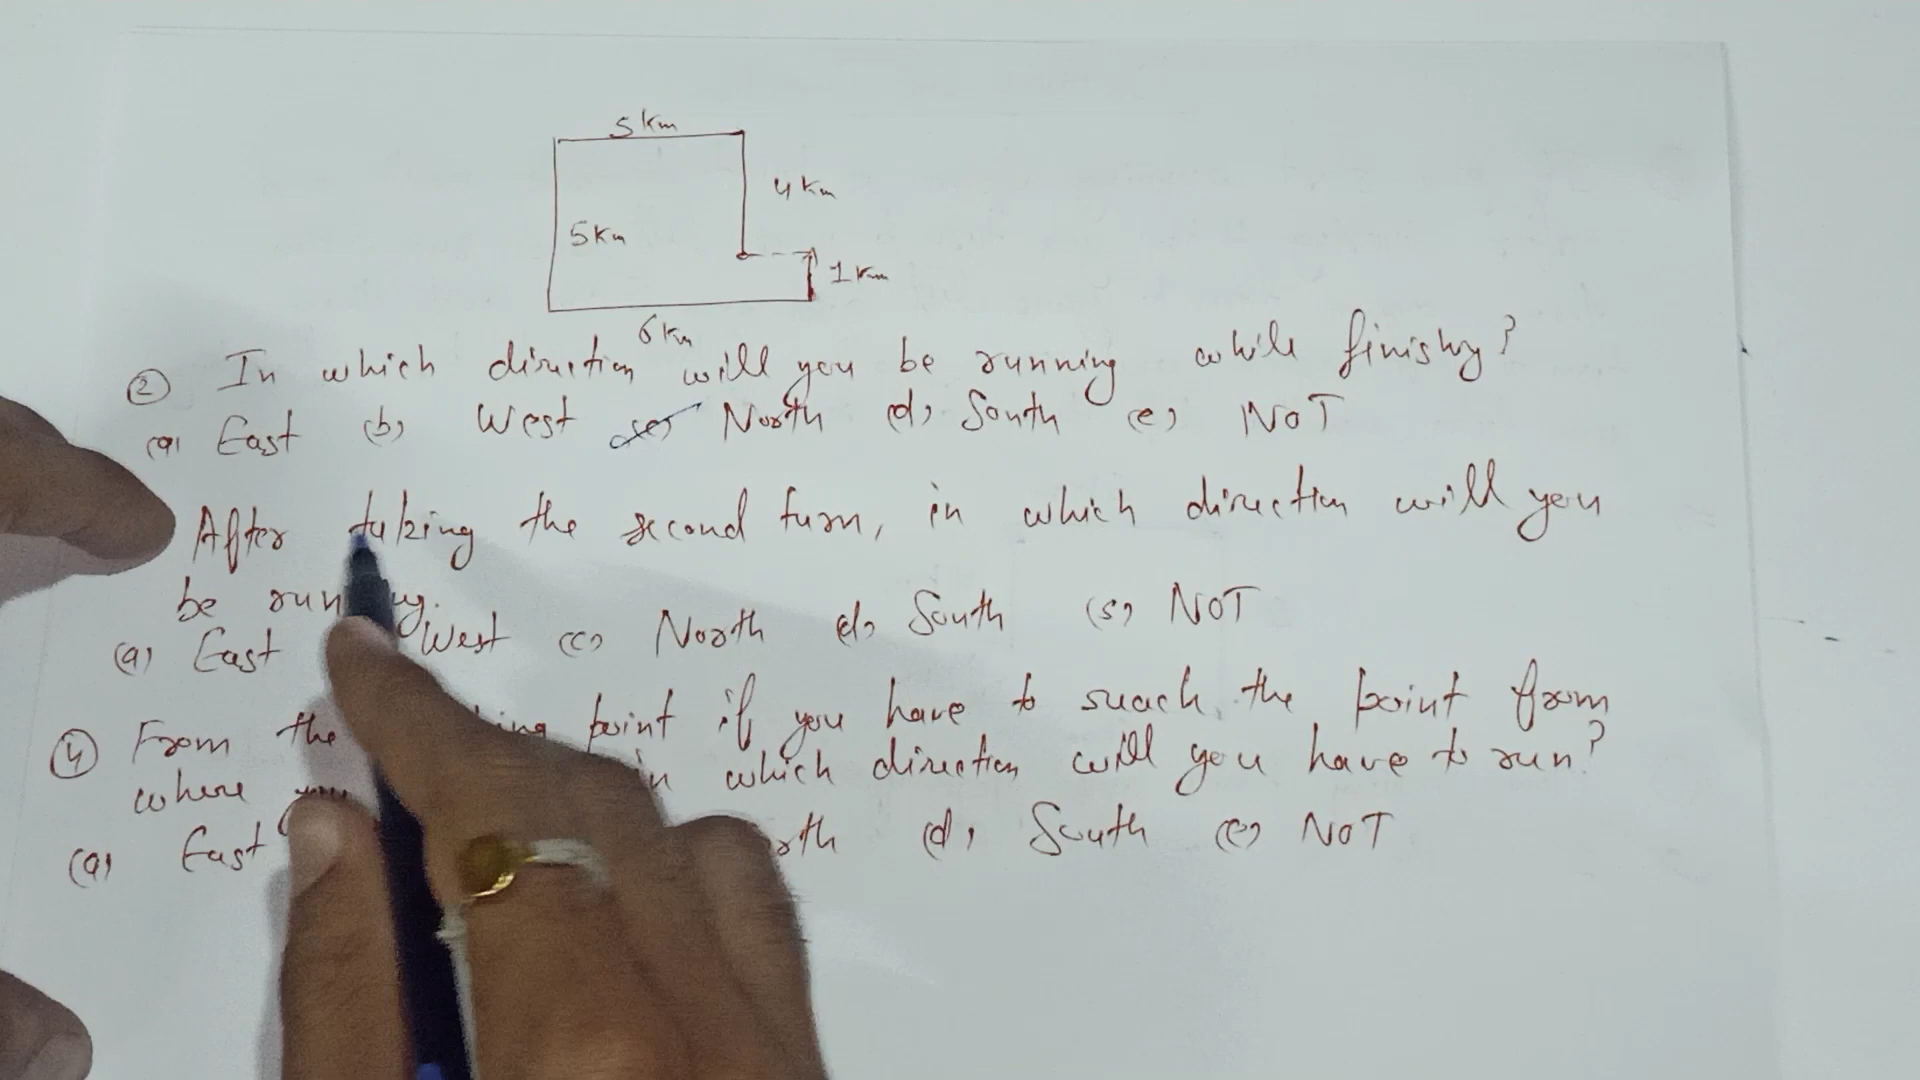 5 Km
4 Km
5 Km
1 Km
6 Km
② In which direction will you be running while finishing?
(a) East (b) West (c) North (d) South (e) NOT
After taking the second turn, in which direction will you
be running.
(a) East West (c) North d) South (s) NOT
④ From the point if you have to reach the point from
where in which direction will you have to run?
(a) East (d) South (e) NOT